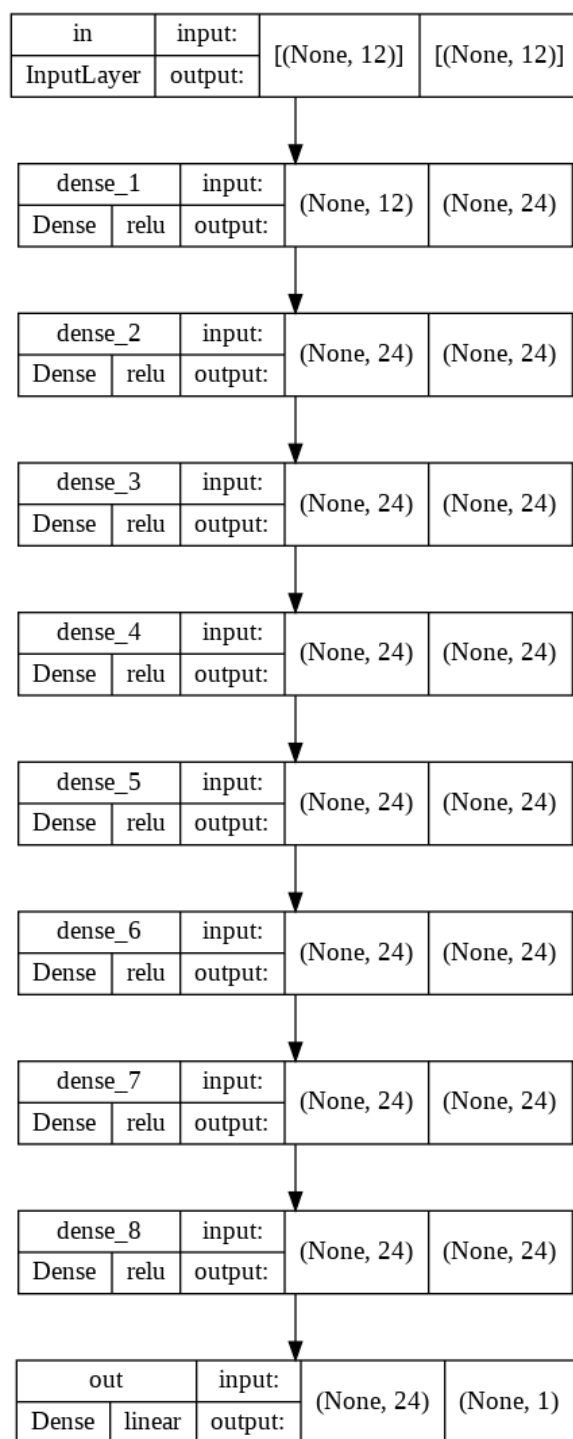 in input: [(None, 12)] [(None, 12)]
InputLayer output:
dense_1 input: (None, 12) (None, 24)
Dense relu output:
dense_2 input: (None, 24) (None, 24)
Dense relu output:
dense_3 input: (None, 24) (None, 24)
Dense relu output:
dense_4 input: (None, 24) (None, 24)
Dense relu output:
dense_5 input: (None, 24) (None, 24)
Dense relu output:
dense_6 input: (None, 24) (None, 24)
Dense relu output:
dense_7 input: (None, 24) (None, 24)
Dense relu output:
dense_8 input: (None, 24) (None, 24)
Dense relu output:
out input: (None, 24) (None, 1)
Dense linear output: